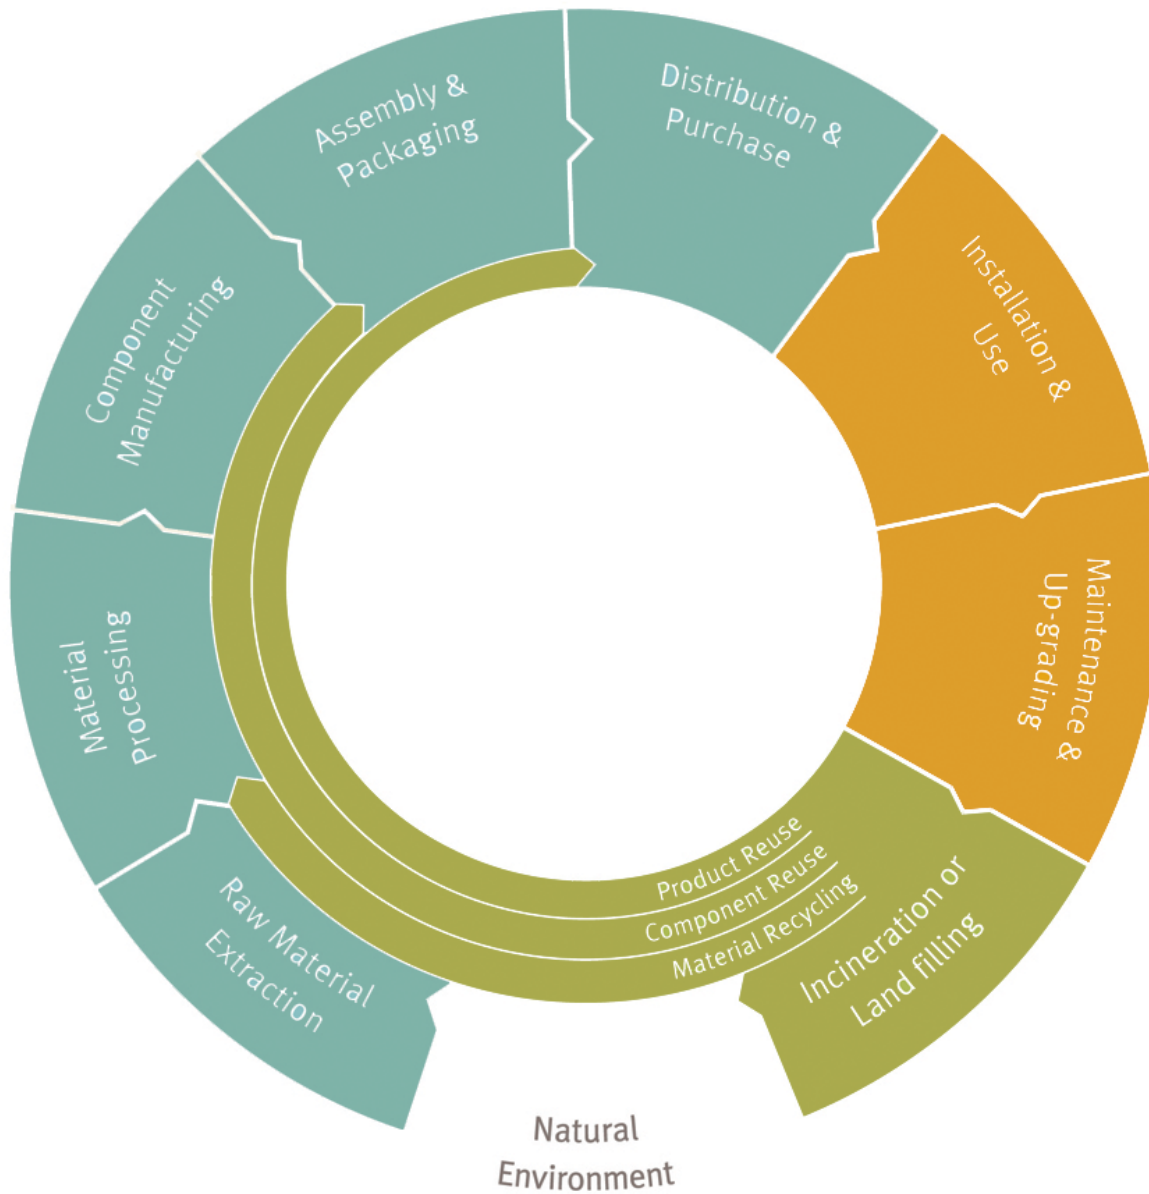 Assembly &
Packaging
Distribution &
Purchase
Installation &
Use
Maintenance &
Up-grading
Incineration or
Land filling
Product Reuse
Component Reuse
Material Recycling
Raw Material
Extraction
Material
Processing
Component
Manufacturing
Natural
Environment